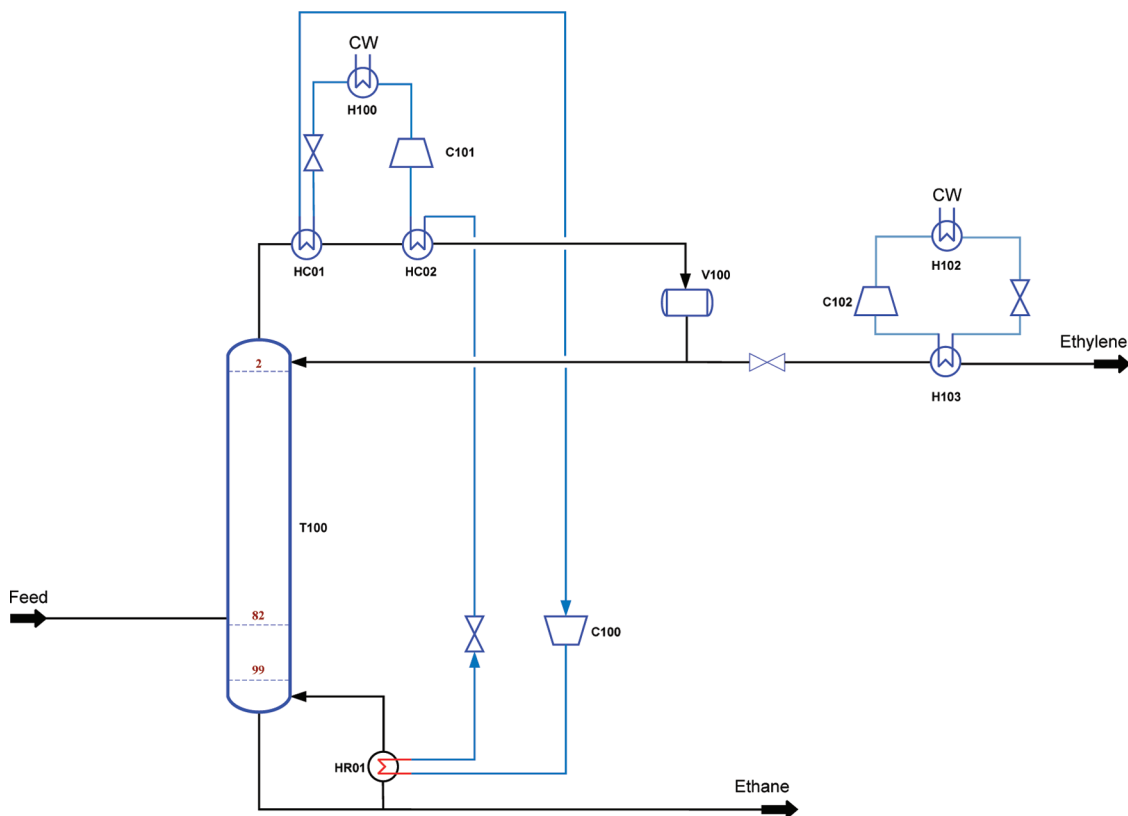 CW
H100
C101
CW
HC01
HC02
H102
V100
C102
2
Ethylene
H103
T100
Feed
82
C100
99
HR01
Ethane